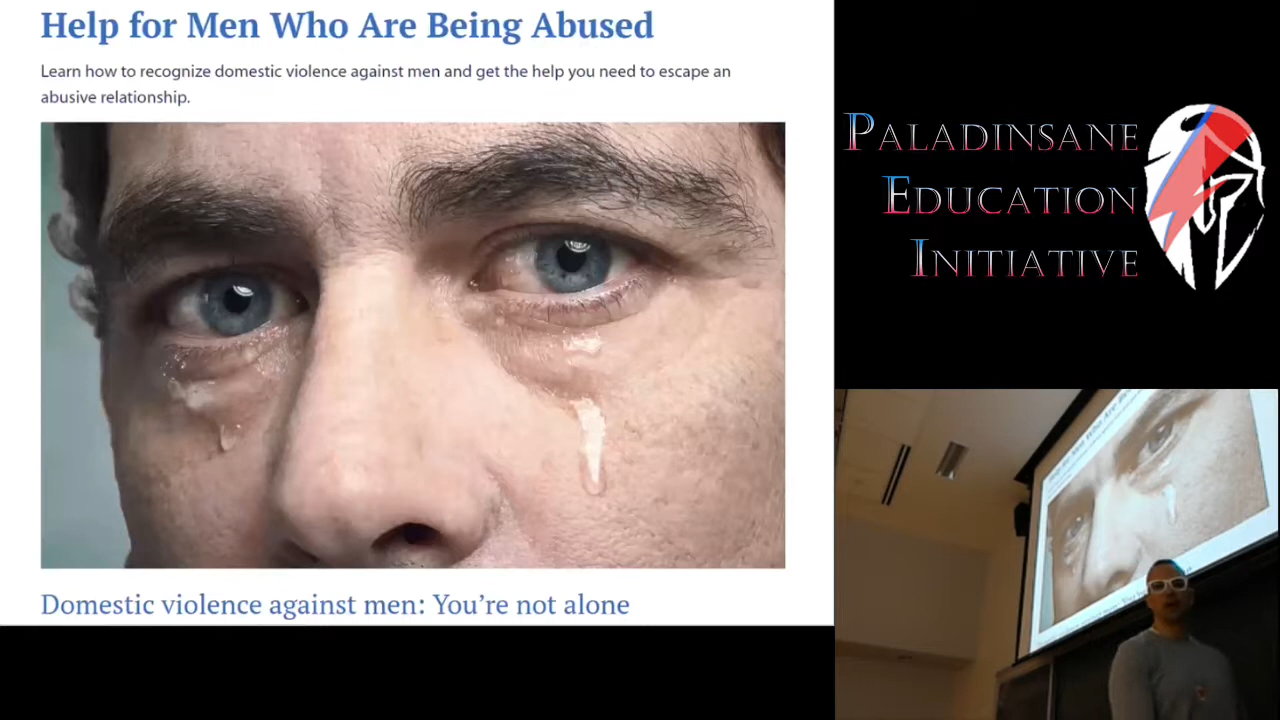 Help for Men Who Are Being Abused
Learn how to recognize domestic violence against men and get the help you need to escape an
abusive relationship.
Domestic violence against men: You’re not alone
PALADINSANE
EDUCATION
INITIATIVE